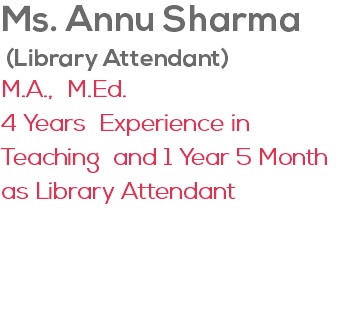 Ms. Annu Sharma
(Library Attendant)
M.A., M.Ed.
4 Years Experience in
Teaching and 1 Year 5 Month
as Library Attendant